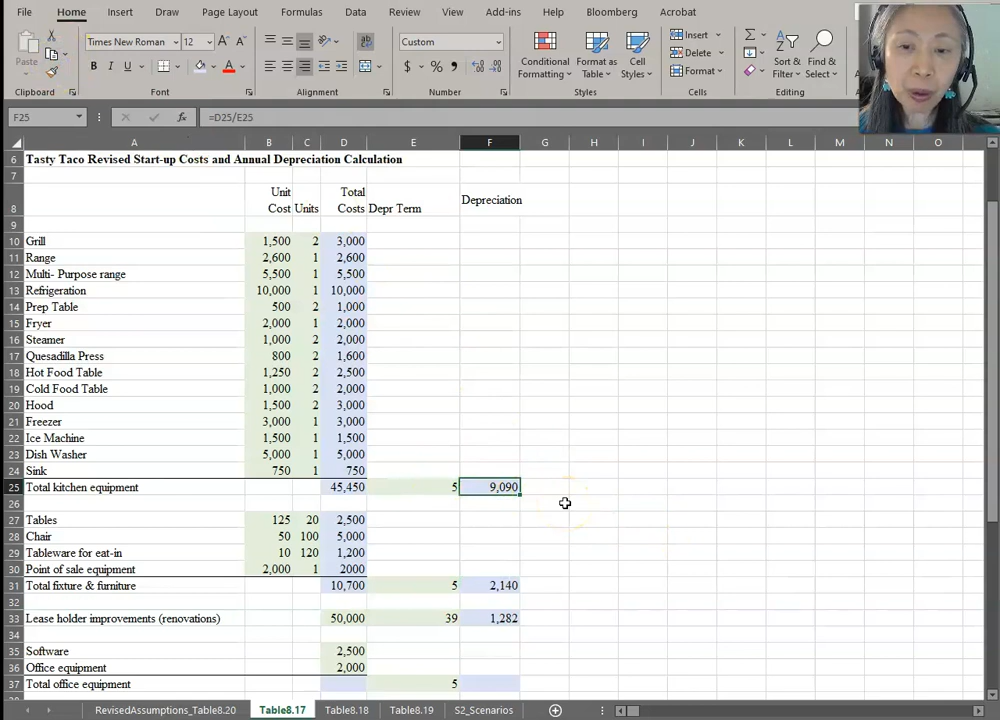 File Home Insert Draw Page Layout Formulas Data Review View Add-ins Help Bloomberg Acrobat
Paste
Times New Roman 12
Custom
B I U
$ % 9
Conditional Formatting
Format as Table
Cell Styles
Insert
Delete
Format
Sort & Filter
Find & Select
Clipboard Font Alignment Number Styles Cells Editing
F25 fx =D25/E25
A B C D E F G H I J K L M N O
6 Tasty Taco Revised Start-up Costs and Annual Depreciation Calculation
7
8 Unit Cost Units Total Costs Depr Term Depreciation
9
10 Grill 1,500 2 3,000
11 Range 2,600 1 2,600
12 Multi- Purpose range 5,500 1 5,500
13 Refrigeration 10,000 1 10,000
14 Prep Table 500 2 1,000
15 Fryer 2,000 1 2,000
16 Steamer 1,000 2 2,000
17 Quesadilla Press 800 2 1,600
18 Hot Food Table 1,250 2 2,500
19 Cold Food Table 1,000 2 2,000
20 Hood 1,500 2 3,000
21 Freezer 3,000 1 3,000
22 Ice Machine 1,500 1 1,500
23 Dish Washer 5,000 1 5,000
24 Sink 750 1 750
25 Total kitchen equipment 45,450 5 9,090
26
27 Tables 125 20 2,500
28 Chair 50 100 5,000
29 Tableware for eat-in 10 120 1,200
30 Point of sale equipment 2,000 1 2000
31 Total fixture & furniture 10,700 5 2,140
32
33 Lease holder improvements (renovations) 50,000 39 1,282
34
35 Software 2,500
36 Office equipment 2,000
37 Total office equipment 5
RevisedAssumptions_Table8.20 Table8.17 Table8.18 Table8.19 S2_Scenarios